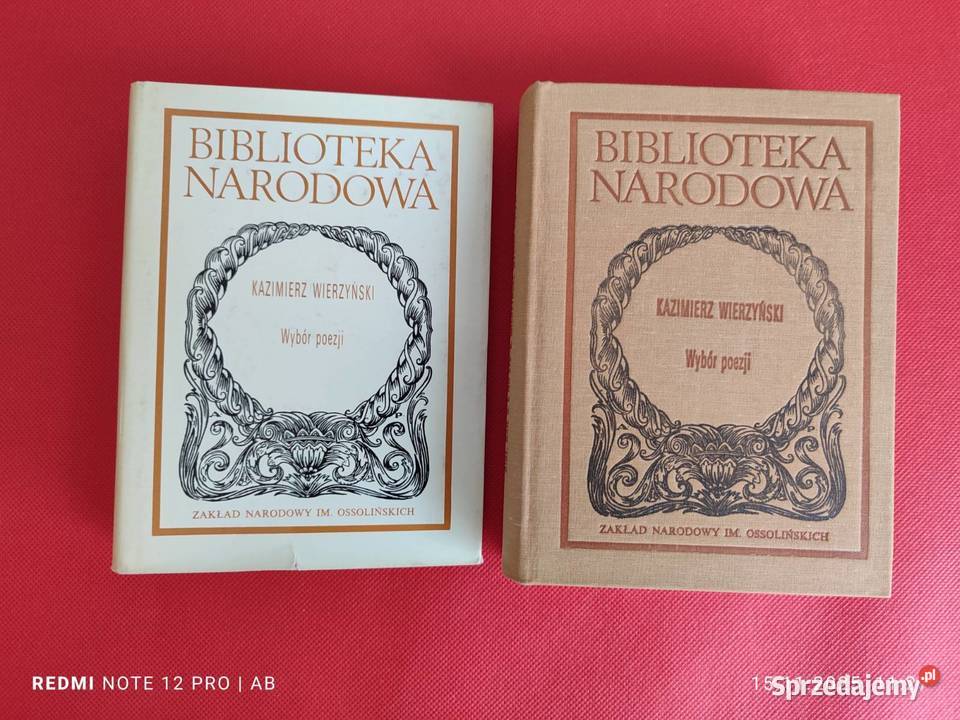 BIBLIOTEKA
NARODOWA
KAZIMIERZ WIERZYŃSKI
Wybór poezji
ZAKŁAD NARODOWY IM. OSSOLIŃSKICH
BIBLIOTEKA
NARODOWA
KAZIMIERZ WIERZYŃSKI
Wybór poezji
ZAKŁAD NARODOWY IM. OSSOLIŃSKICH
REDMI NOTE 12 PRO | AB
Sprzedajemy.pl